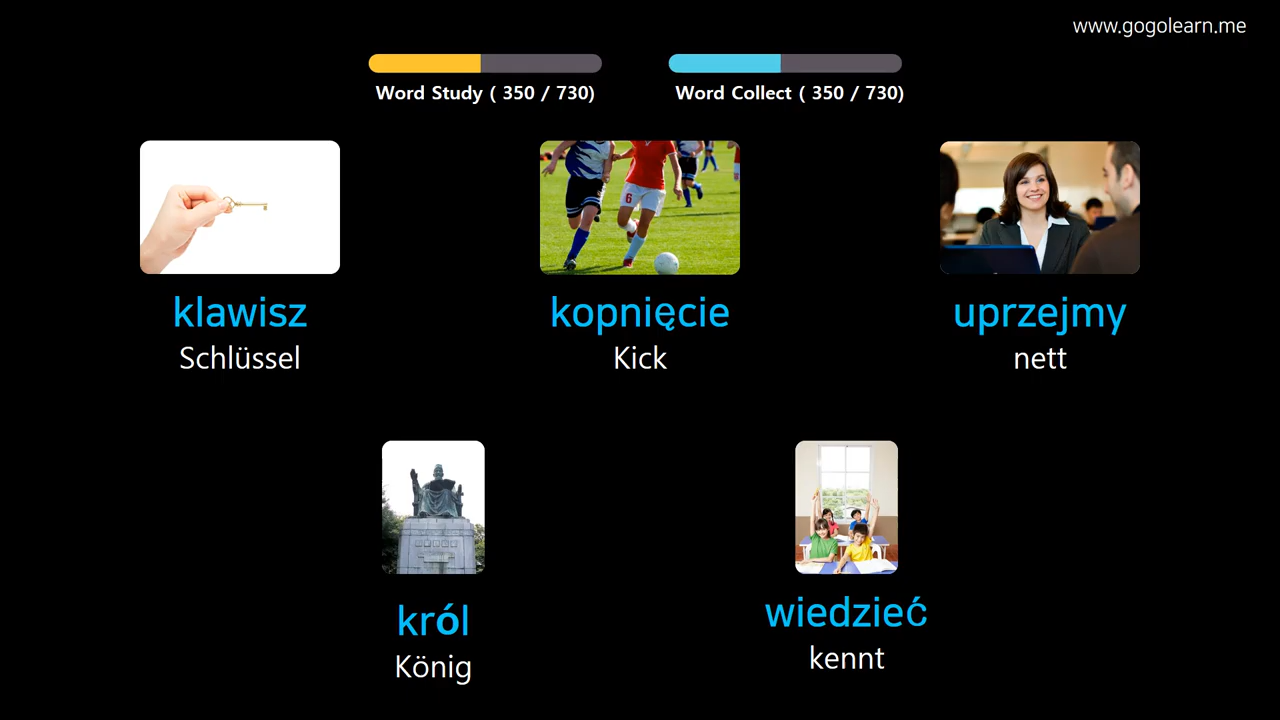 www.gogolearn.me
Word Study ( 350 / 730)
Word Collect ( 350 / 730)
klawisz
Schlüssel
kopnięcie
Kick
uprzejmy
nett
król
König
wiedzieć
kennt